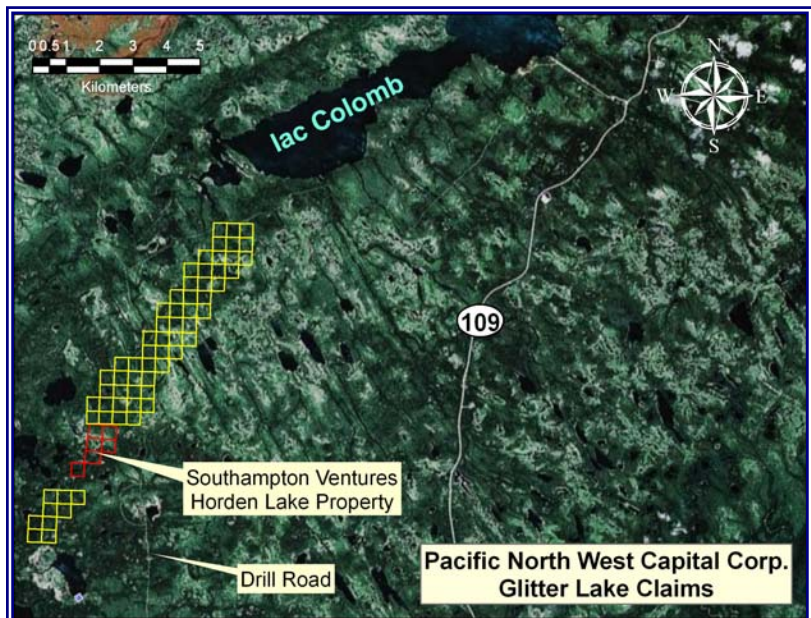 0 0.5 1 2 3 4 5
Kilometers
lac Colomb
N
W E
S
109
Southampton Ventures
Horden Lake Property
Drill Road
Pacific North West Capital Corp.
Glitter Lake Claims